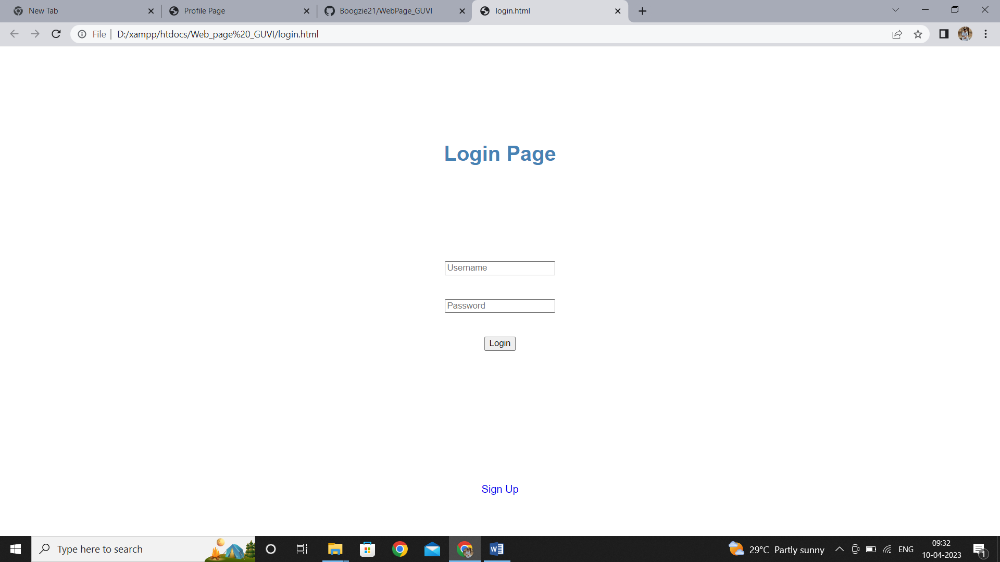 New Tab
Profile Page
Boogzie21/WebPage_GUVI
login.html
File | D:/xampp/htdocs/Web_page%20_GUVI/login.html
Login Page
Username
Password
Login
Sign Up
Type here to search
29°C Partly sunny
ENG
09:32
10-04-2023
1